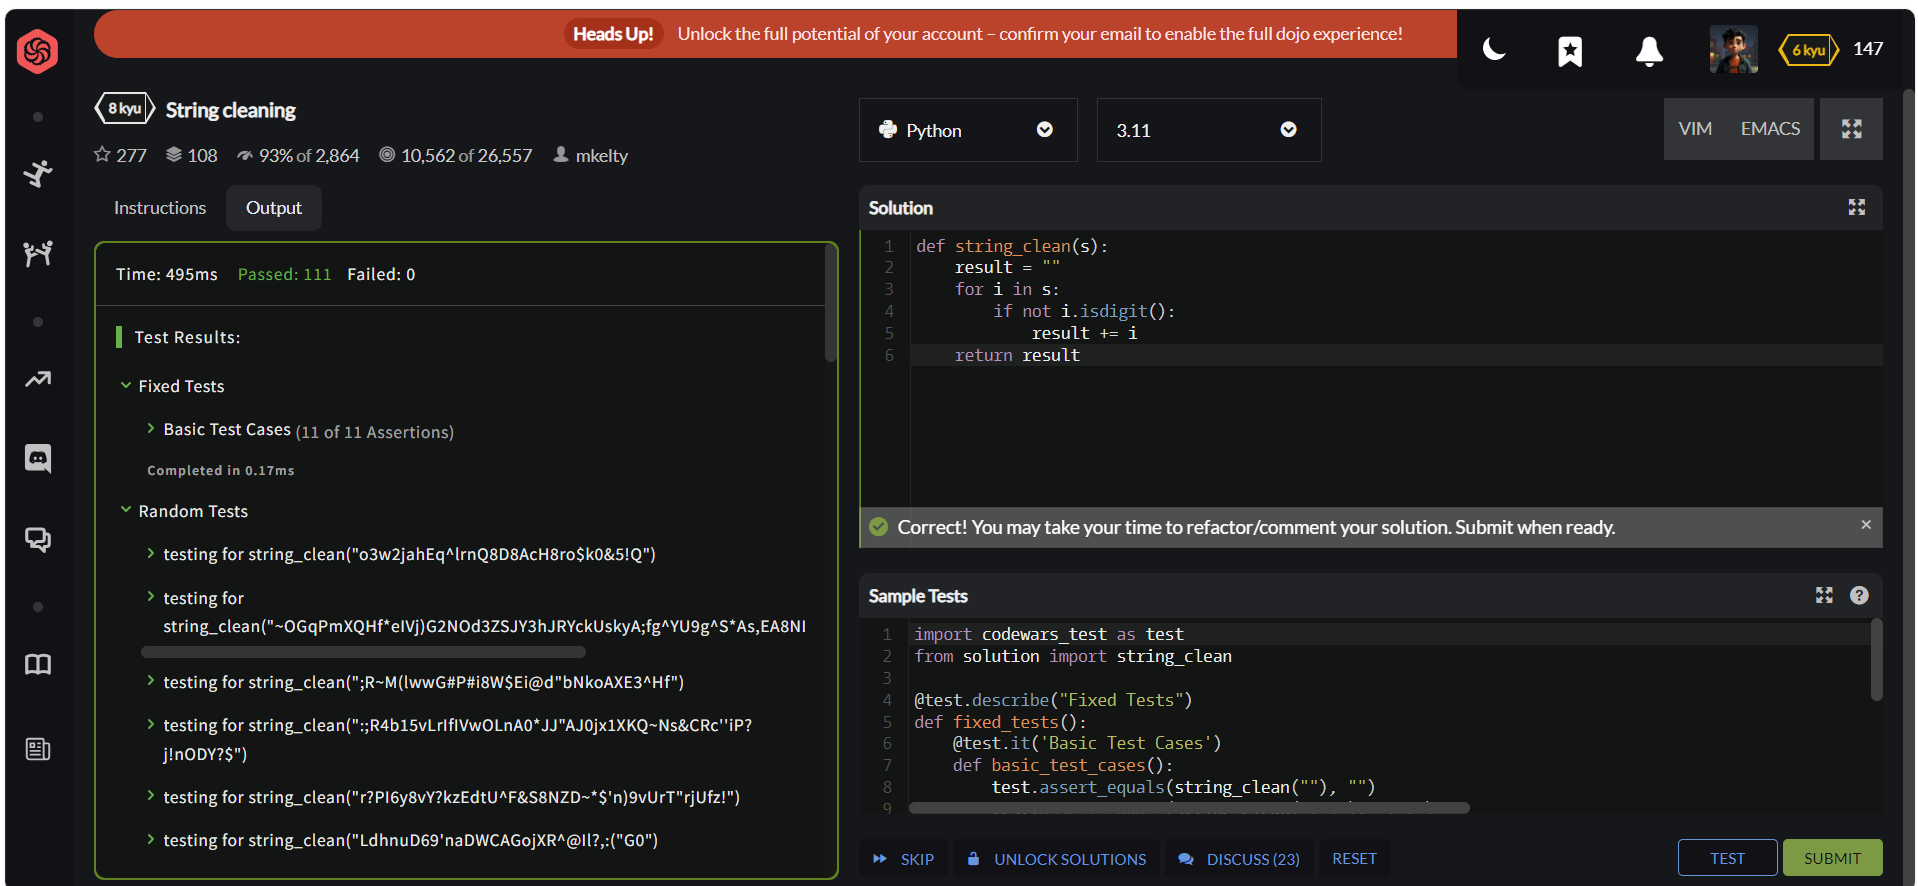 Heads Up! Unlock the full potential of your account – confirm your email to enable the full dojo experience!
6 kyu 147
8 kyu String cleaning
277 108 93% of 2,864 10,562 of 26,557 mkelty
Instructions Output
Time: 495ms Passed: 111 Failed: 0
Test Results:
Fixed Tests
Basic Test Cases (11 of 11 Assertions)
Completed in 0.17ms
Random Tests
testing for string_clean("o3w2jahEq^lrnQ8D8AcH8ro$k0&5!Q")
testing for
string_clean("~OGqPmXQHf*eIVj)G2NOd3ZSJY3hJRYckUskyA;fg^YU9g^S*As,EA8NI
testing for string_clean(";R~M(lwwG#P#i8W$Ei@d"bNkoAXE3^Hf")
testing for string_clean(":;R4b15vLrIfIVwOLnA0*JJ"AJ0jx1XKQ~Ns&CRc''iP?
j!nODY?$")
testing for string_clean("r?PI6y8vY?kzEdtU^F&S8NZD~*$'n)9vUrT"rjUfz!")
testing for string_clean("LdhnuD69'naDWCAGojXR^@Il?,:("G0")
Python 3.11 VIM EMACS
Solution
1 def string_clean(s):
2 result = ""
3 for i in s:
4 if not i.isdigit():
5 result += i
6 return result
Correct! You may take your time to refactor/comment your solution. Submit when ready. ×
Sample Tests ?
1 import codewars_test as test
2 from solution import string_clean
3
4 @test.describe("Fixed Tests")
5 def fixed_tests():
6 @test.it('Basic Test Cases')
7 def basic_test_cases():
8 test.assert_equals(string_clean(""), "")
9
SKIP UNLOCK SOLUTIONS DISCUSS (23) RESET TEST SUBMIT